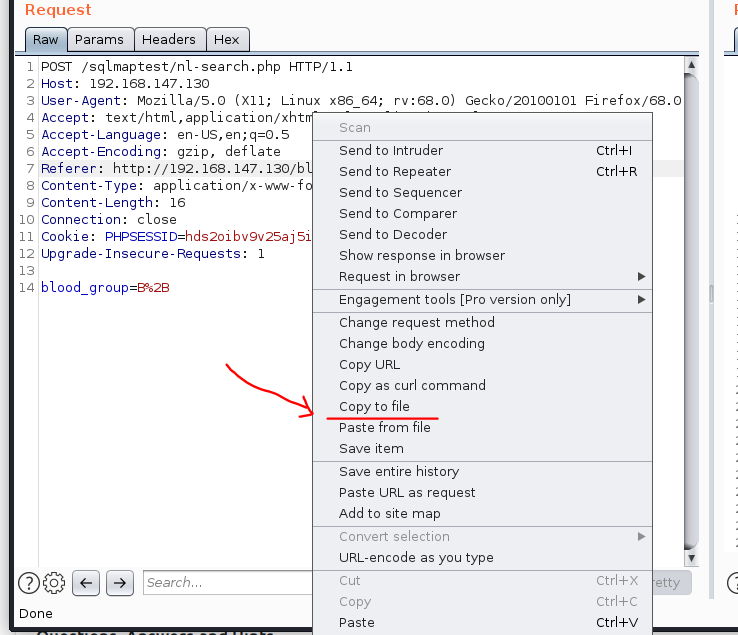 Request
Raw Params Headers Hex
1 POST /sqlmaptest/nl-search.php HTTP/1.1
2 Host: 192.168.147.130
3 User-Agent: Mozilla/5.0 (X11; Linux x86_64; rv:68.0) Gecko/20100101 Firefox/68.0
4 Accept: text/html,application/xhtm
5 Accept-Language: en-US,en;q=0.5
6 Accept-Encoding: gzip, deflate
7 Referer: http://192.168.147.130/bl
8 Content-Type: application/x-www-fo
9 Content-Length: 16
10 Connection: close
11 Cookie: PHPSESSID=hds2oibv9v25aj5i
12 Upgrade-Insecure-Requests: 1
13
14 blood_group=B%2B
Scan
Send to Intruder Ctrl+I
Send to Repeater Ctrl+R
Send to Sequencer
Send to Comparer
Send to Decoder
Show response in browser
Request in browser
Engagement tools [Pro version only]
Change request method
Change body encoding
Copy URL
Copy as curl command
Copy to file
Paste from file
Save item
Save entire history
Paste URL as request
Add to site map
Convert selection
URL-encode as you type
Cut Ctrl+X
Copy Ctrl+C
Paste Ctrl+V
Search...
retty
Done